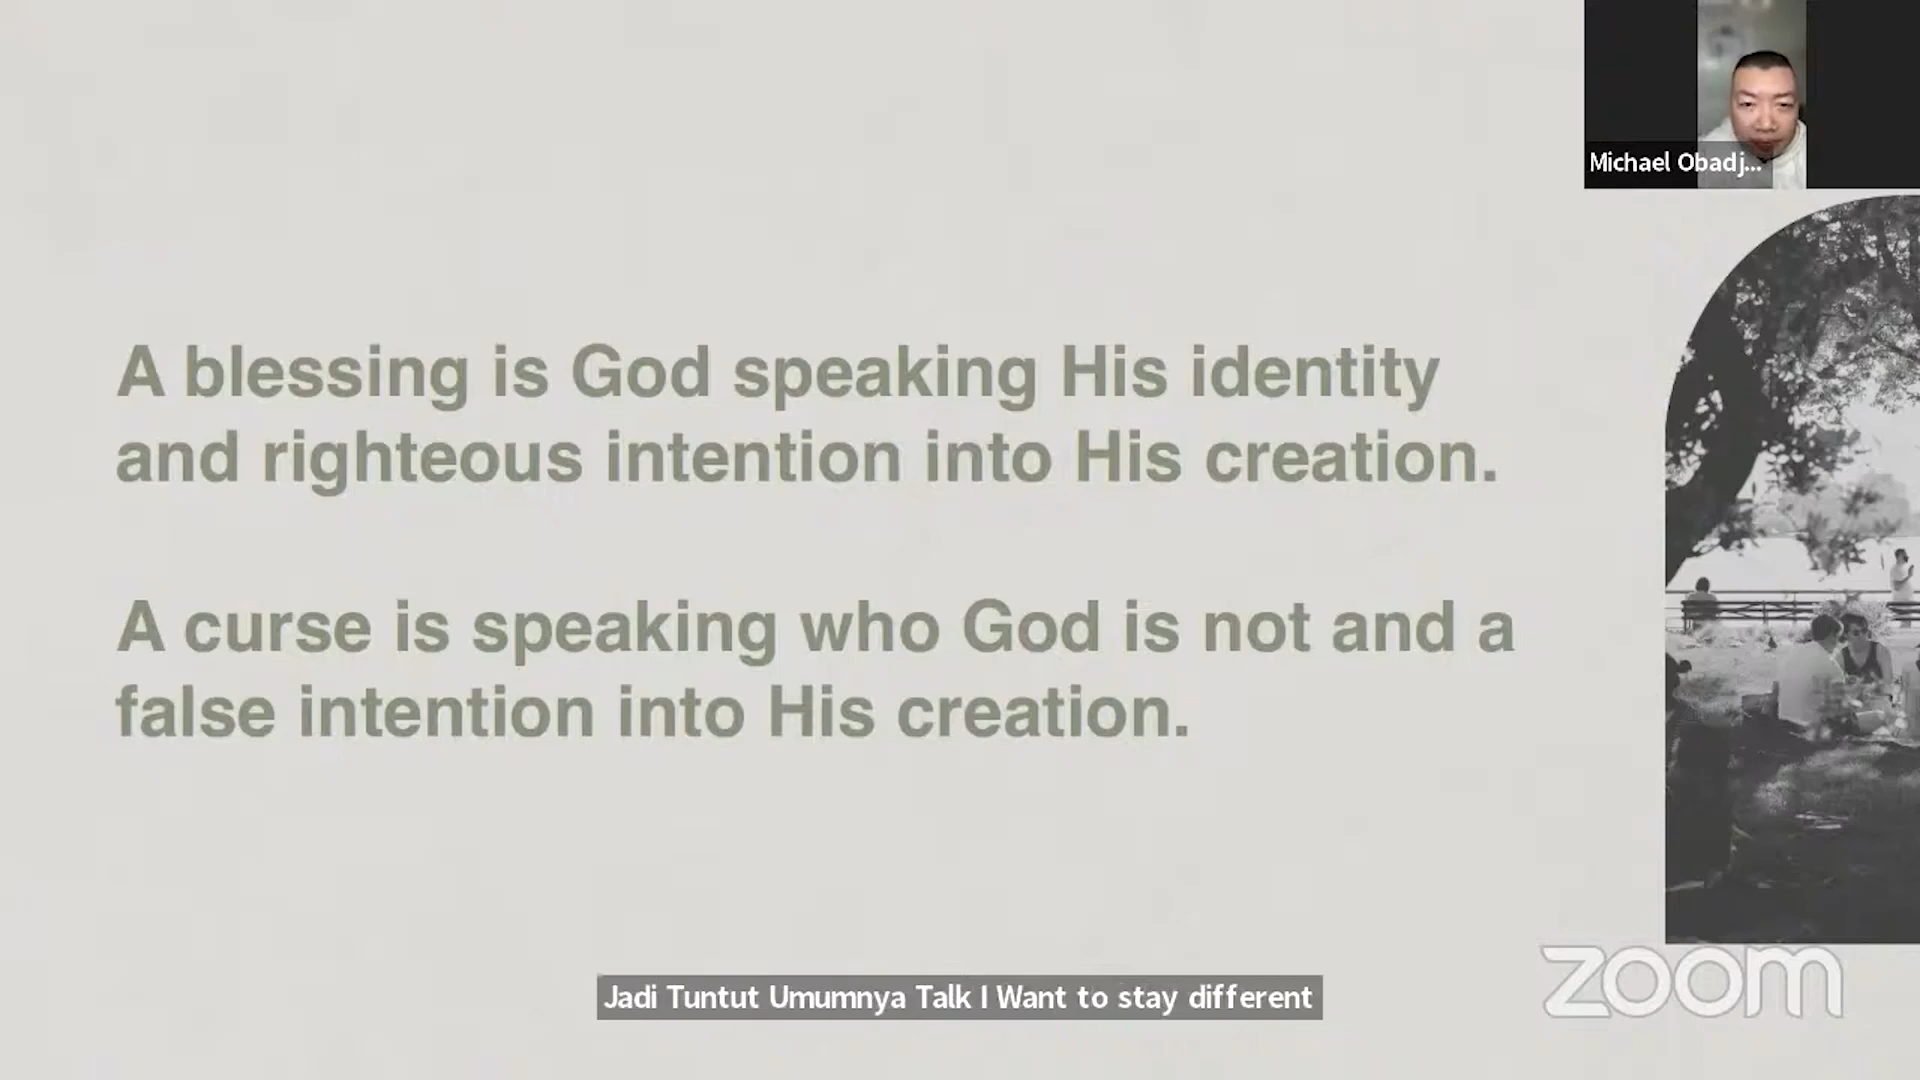 Michael Obadj...
A blessing is God speaking His identity
and righteous intention into His creation.
A curse is speaking who God is not and a
false intention into His creation.
Jadi Tuntut Umumnya Talk I Want to stay different
zoom